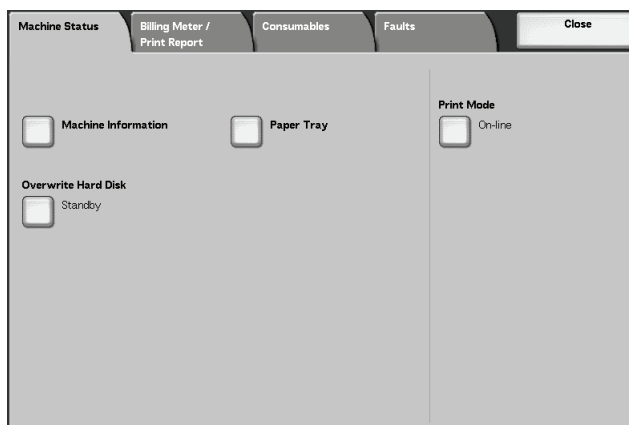 Machine Status
Billing Meter /
Print Report
Consumables
Faults
Close
Machine Information
Paper Tray
Print Mode
On-line
Overwrite Hard Disk
Standby